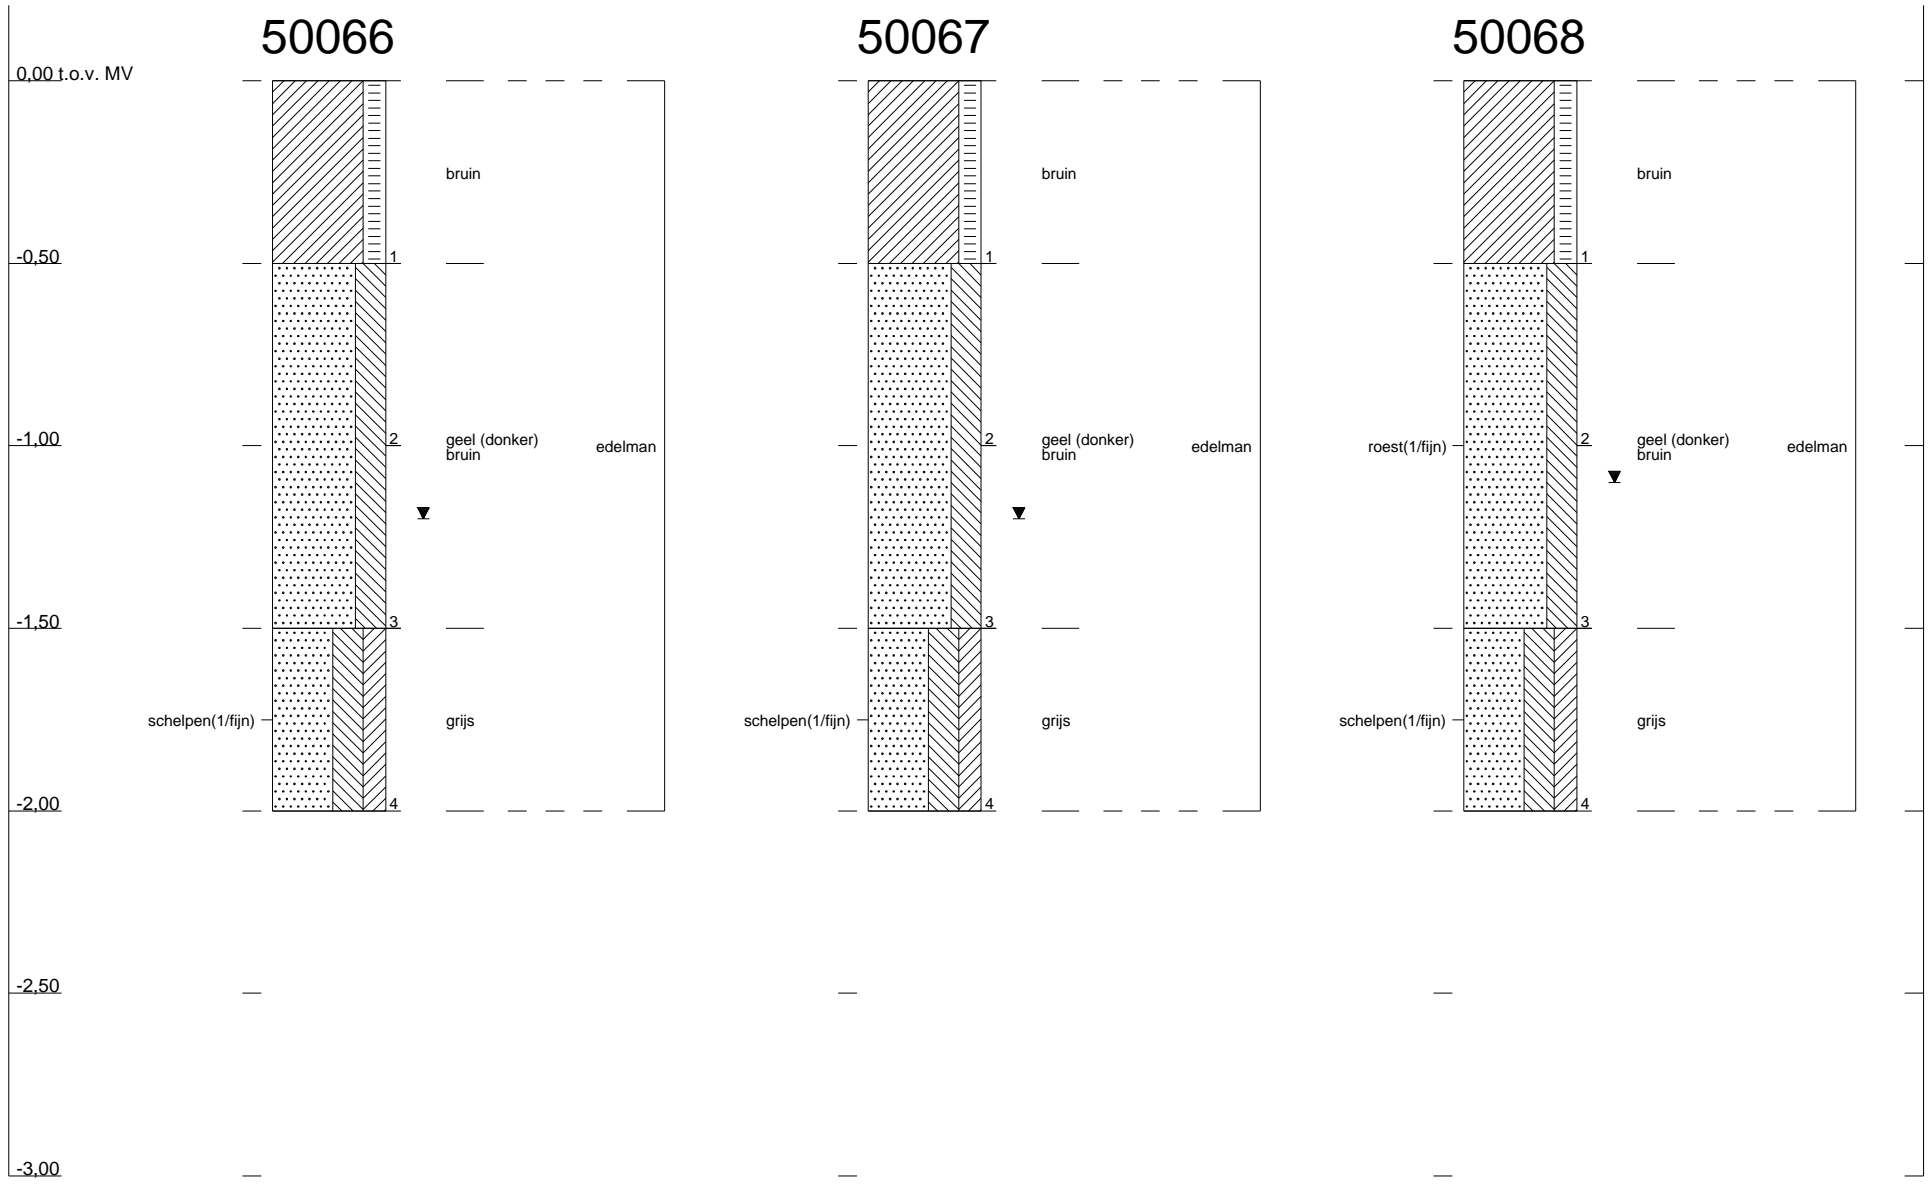 50066
50067
50068
0,00 t.o.v. MV
bruin
bruin
bruin
-0,50
1
1
1
-1,00
2
geel (donker)
bruin
edelman
2
geel (donker)
bruin
edelman
roest(1/fijn)
2
geel (donker)
bruin
edelman
-1,50
3
3
3
schelpen(1/fijn)
grijs
schelpen(1/fijn)
grijs
schelpen(1/fijn)
grijs
-2,00
4
4
4
-2,50
-3,00